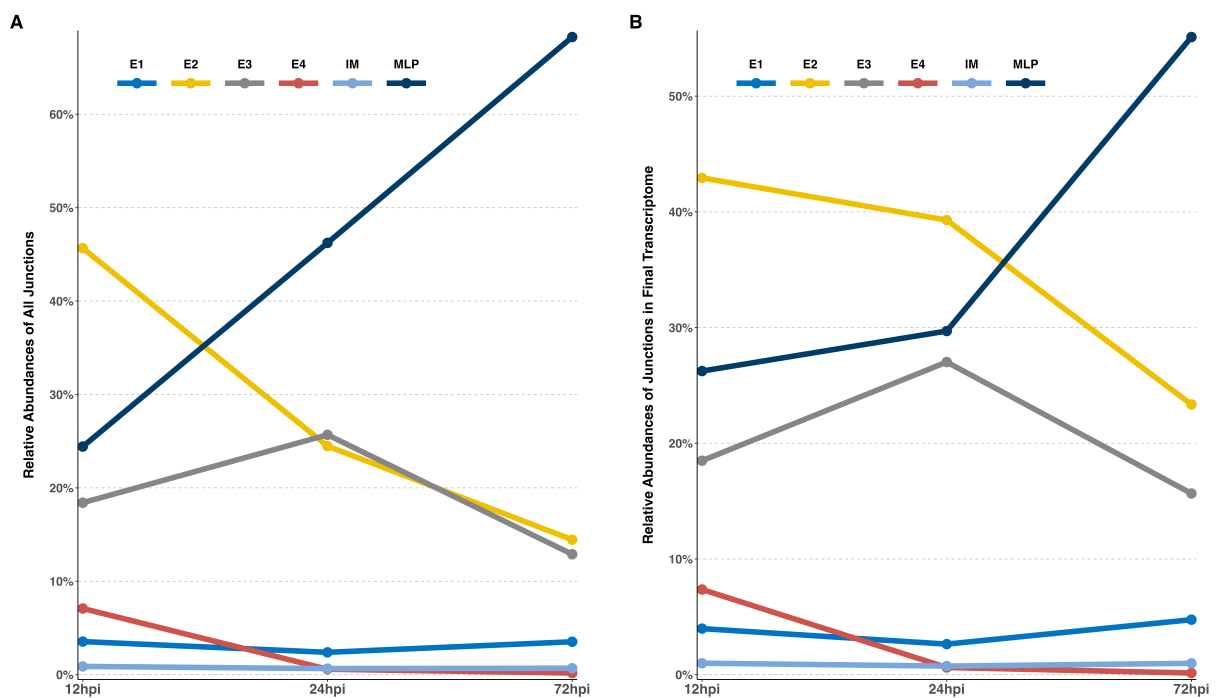 A
E1 E2 E3 E4 IM MLP
Relative Abundances of All Junctions
60%
50%
40%
30%
20%
10%
0%
12hpi 24hpi 72hpi
B
E1 E2 E3 E4 IM MLP
Relative Abundances of Junctions in Final Transcriptome
50%
40%
30%
20%
10%
0%
12hpi 24hpi 72hpi